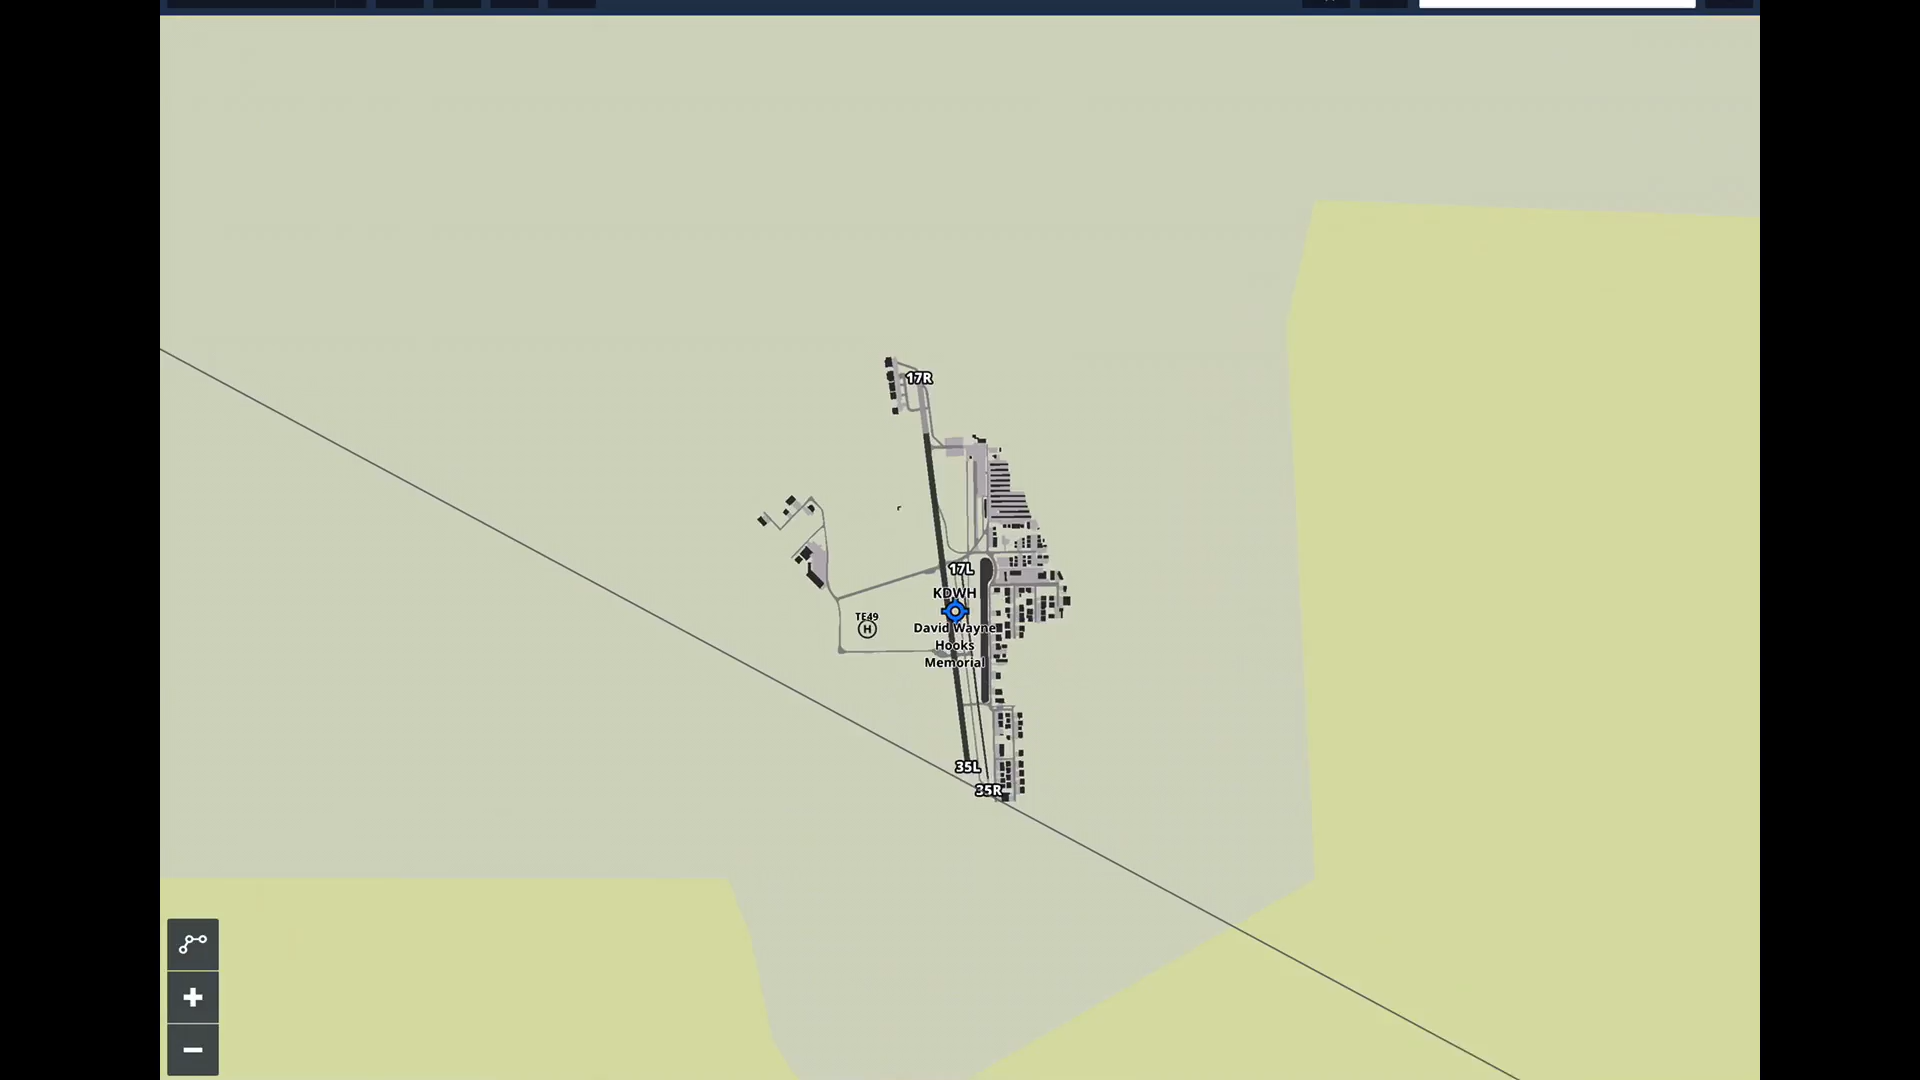 17R
17L
KDWH
TE49
H
David Wayne
Hooks
Memorial
35L
35R